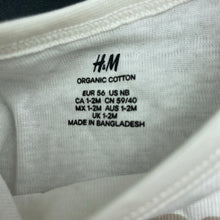 H&M
ORGANIC COTTON
EUR 56 US NB
CA 1-2M CN 59/40
MX 1-2M AUS 1-2M
UK 1-2M
MADE IN BANGLADESH